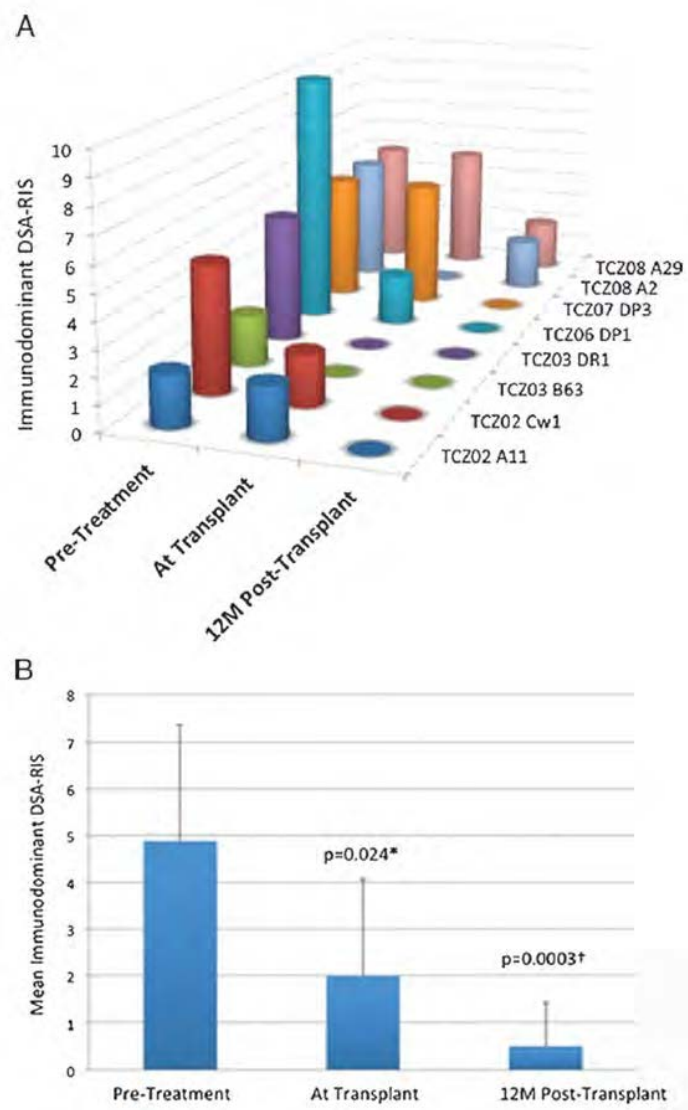 A
Immunodominant DSA-RIS
10
9
8
7
6
5
4
3
2
1
0
Pre-Treatment
At Transplant
12M Post-Transplant
TCZ08 A29
TCZ08 A2
TCZ07 DP3
TCZ06 DP1
TCZ03 DR1
TCZ03 B63
TCZ02 Cw1
TCZ02 A11
B
Mean Immunodominant DSA-RIS
8
7
6
5
4
3
2
1
0
p=0.024*
p=0.0003†
Pre-Treatment
At Transplant
12M Post-Transplant